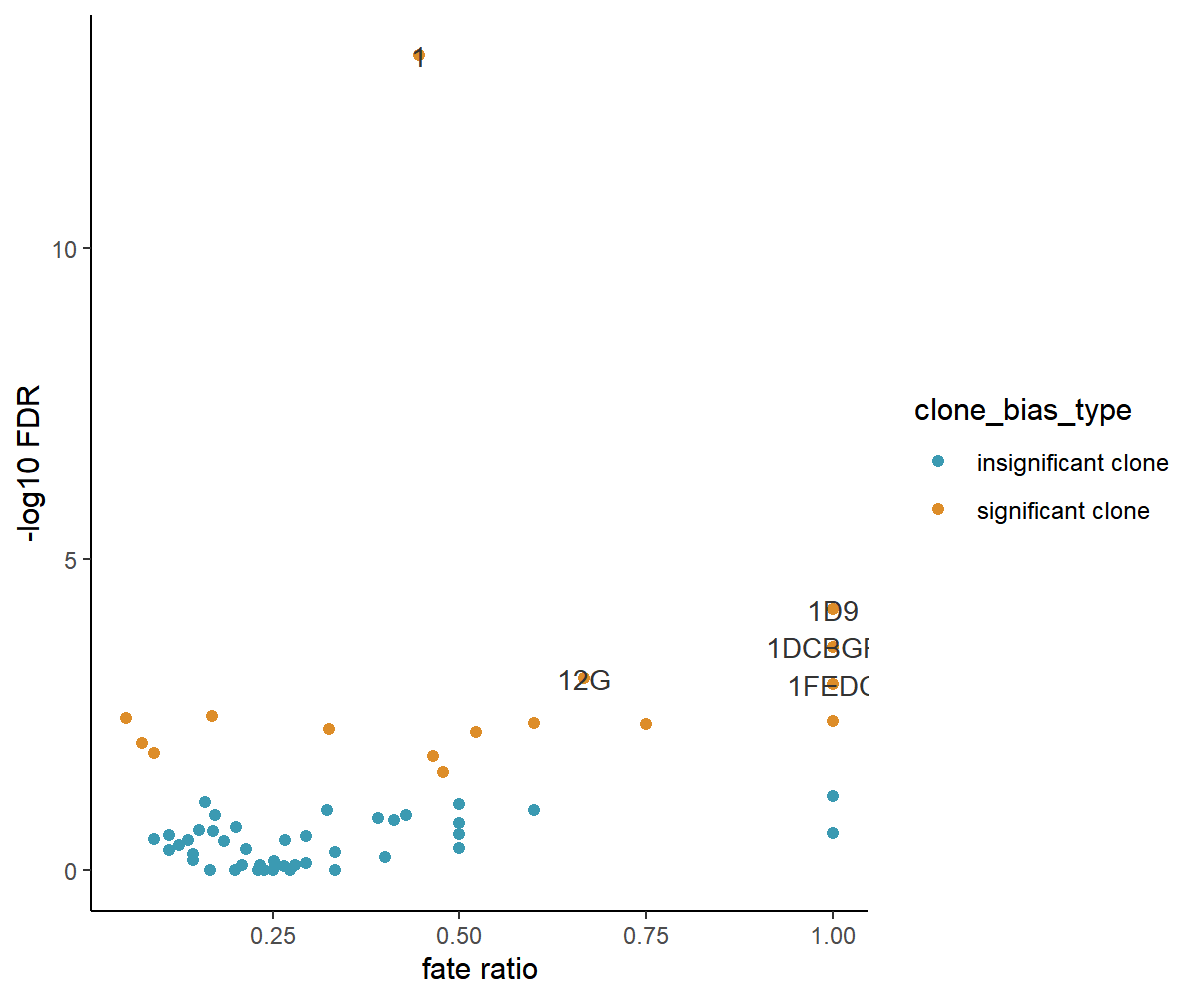 1
10
5
0
-log10 FDR
1D9
1DCBGF
12G
1FEDC
0.25
0.50
0.75
1.00
fate ratio
clone_bias_type
insignificant clone
significant clone